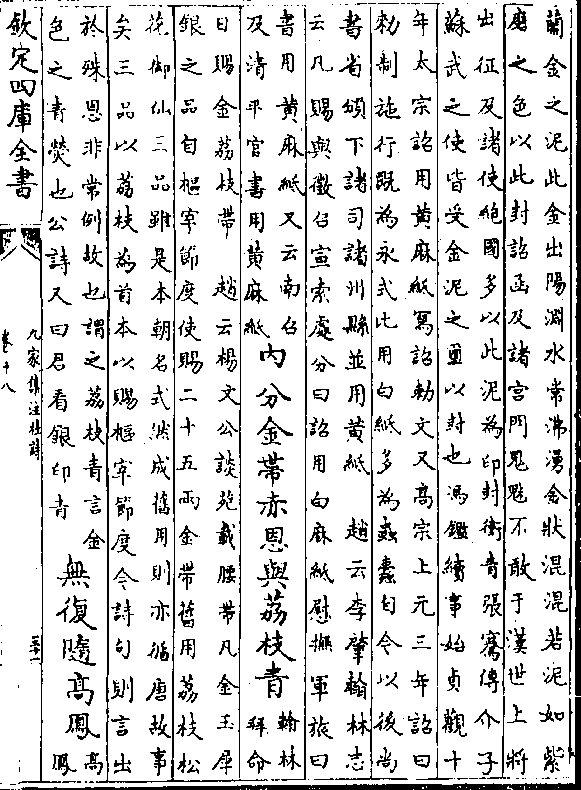 蘭金之泥此金出陽淵水常沸湧金狀混混若泥如紫
磨之色以此封詔函及諸宫門鬼魅不敢干漢世上將
出征及諸使絶國多以此泥為印封衛青張騫傅介子
蘇武之使皆受金泥之璽以封也馮鑑續事始貞觀十
年太宗詔用黄麻紙寫詔勅文又髙宗上元三年詔曰
勅制施行既為永式比用白紙多為蟲蠹自今以後尚
書省頒下諸司諸州縣並用黄紙　趙云李肇翰林志
云凡賜與徵召宣索處分曰詔用白麻紙慰撫軍旅曰
書用黄麻紙又云南召
及清平官書用黄麻紙
内分金帶赤恩與荔枝青
翰林
拜命
日賜金荔枝帶　趙云楊文公談苑載腰帶凡金玉犀
銀之品自樞宰節度使賜二十五兩金帶舊用荔枝松
花御仙三品雖是本朝名式然成舊用則亦循唐故事
矣三品以荔枝為首本以賜樞宰節度今詩句則言出
於殊恩非常例故也謂之荔枝青言金
色之青熒也公詩又曰君看銀印青
無復隨高鳳
髙
鳳
欽定四庫全書
九家集注杜詩
卷十八
三十一